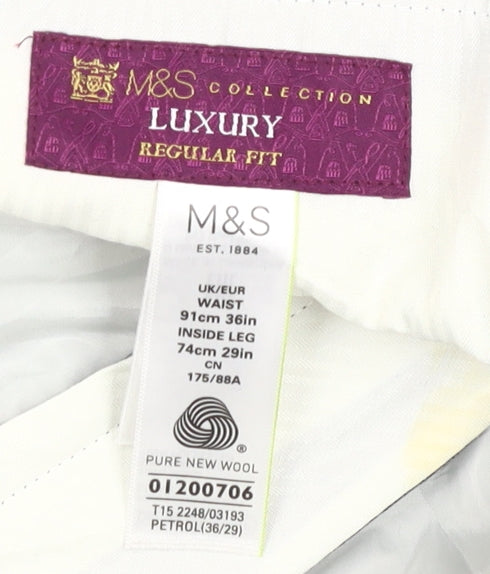 M&S COLLECTION
LUXURY
REGULAR FIT
M&S
EST. 1884
UK/EUR
WAIST
91cm 36in
INSIDE LEG
74cm 29in
CN
175/88A
®
PURE NEW WOOL
01200706
T15 2248/03193
PETROL(36/29)